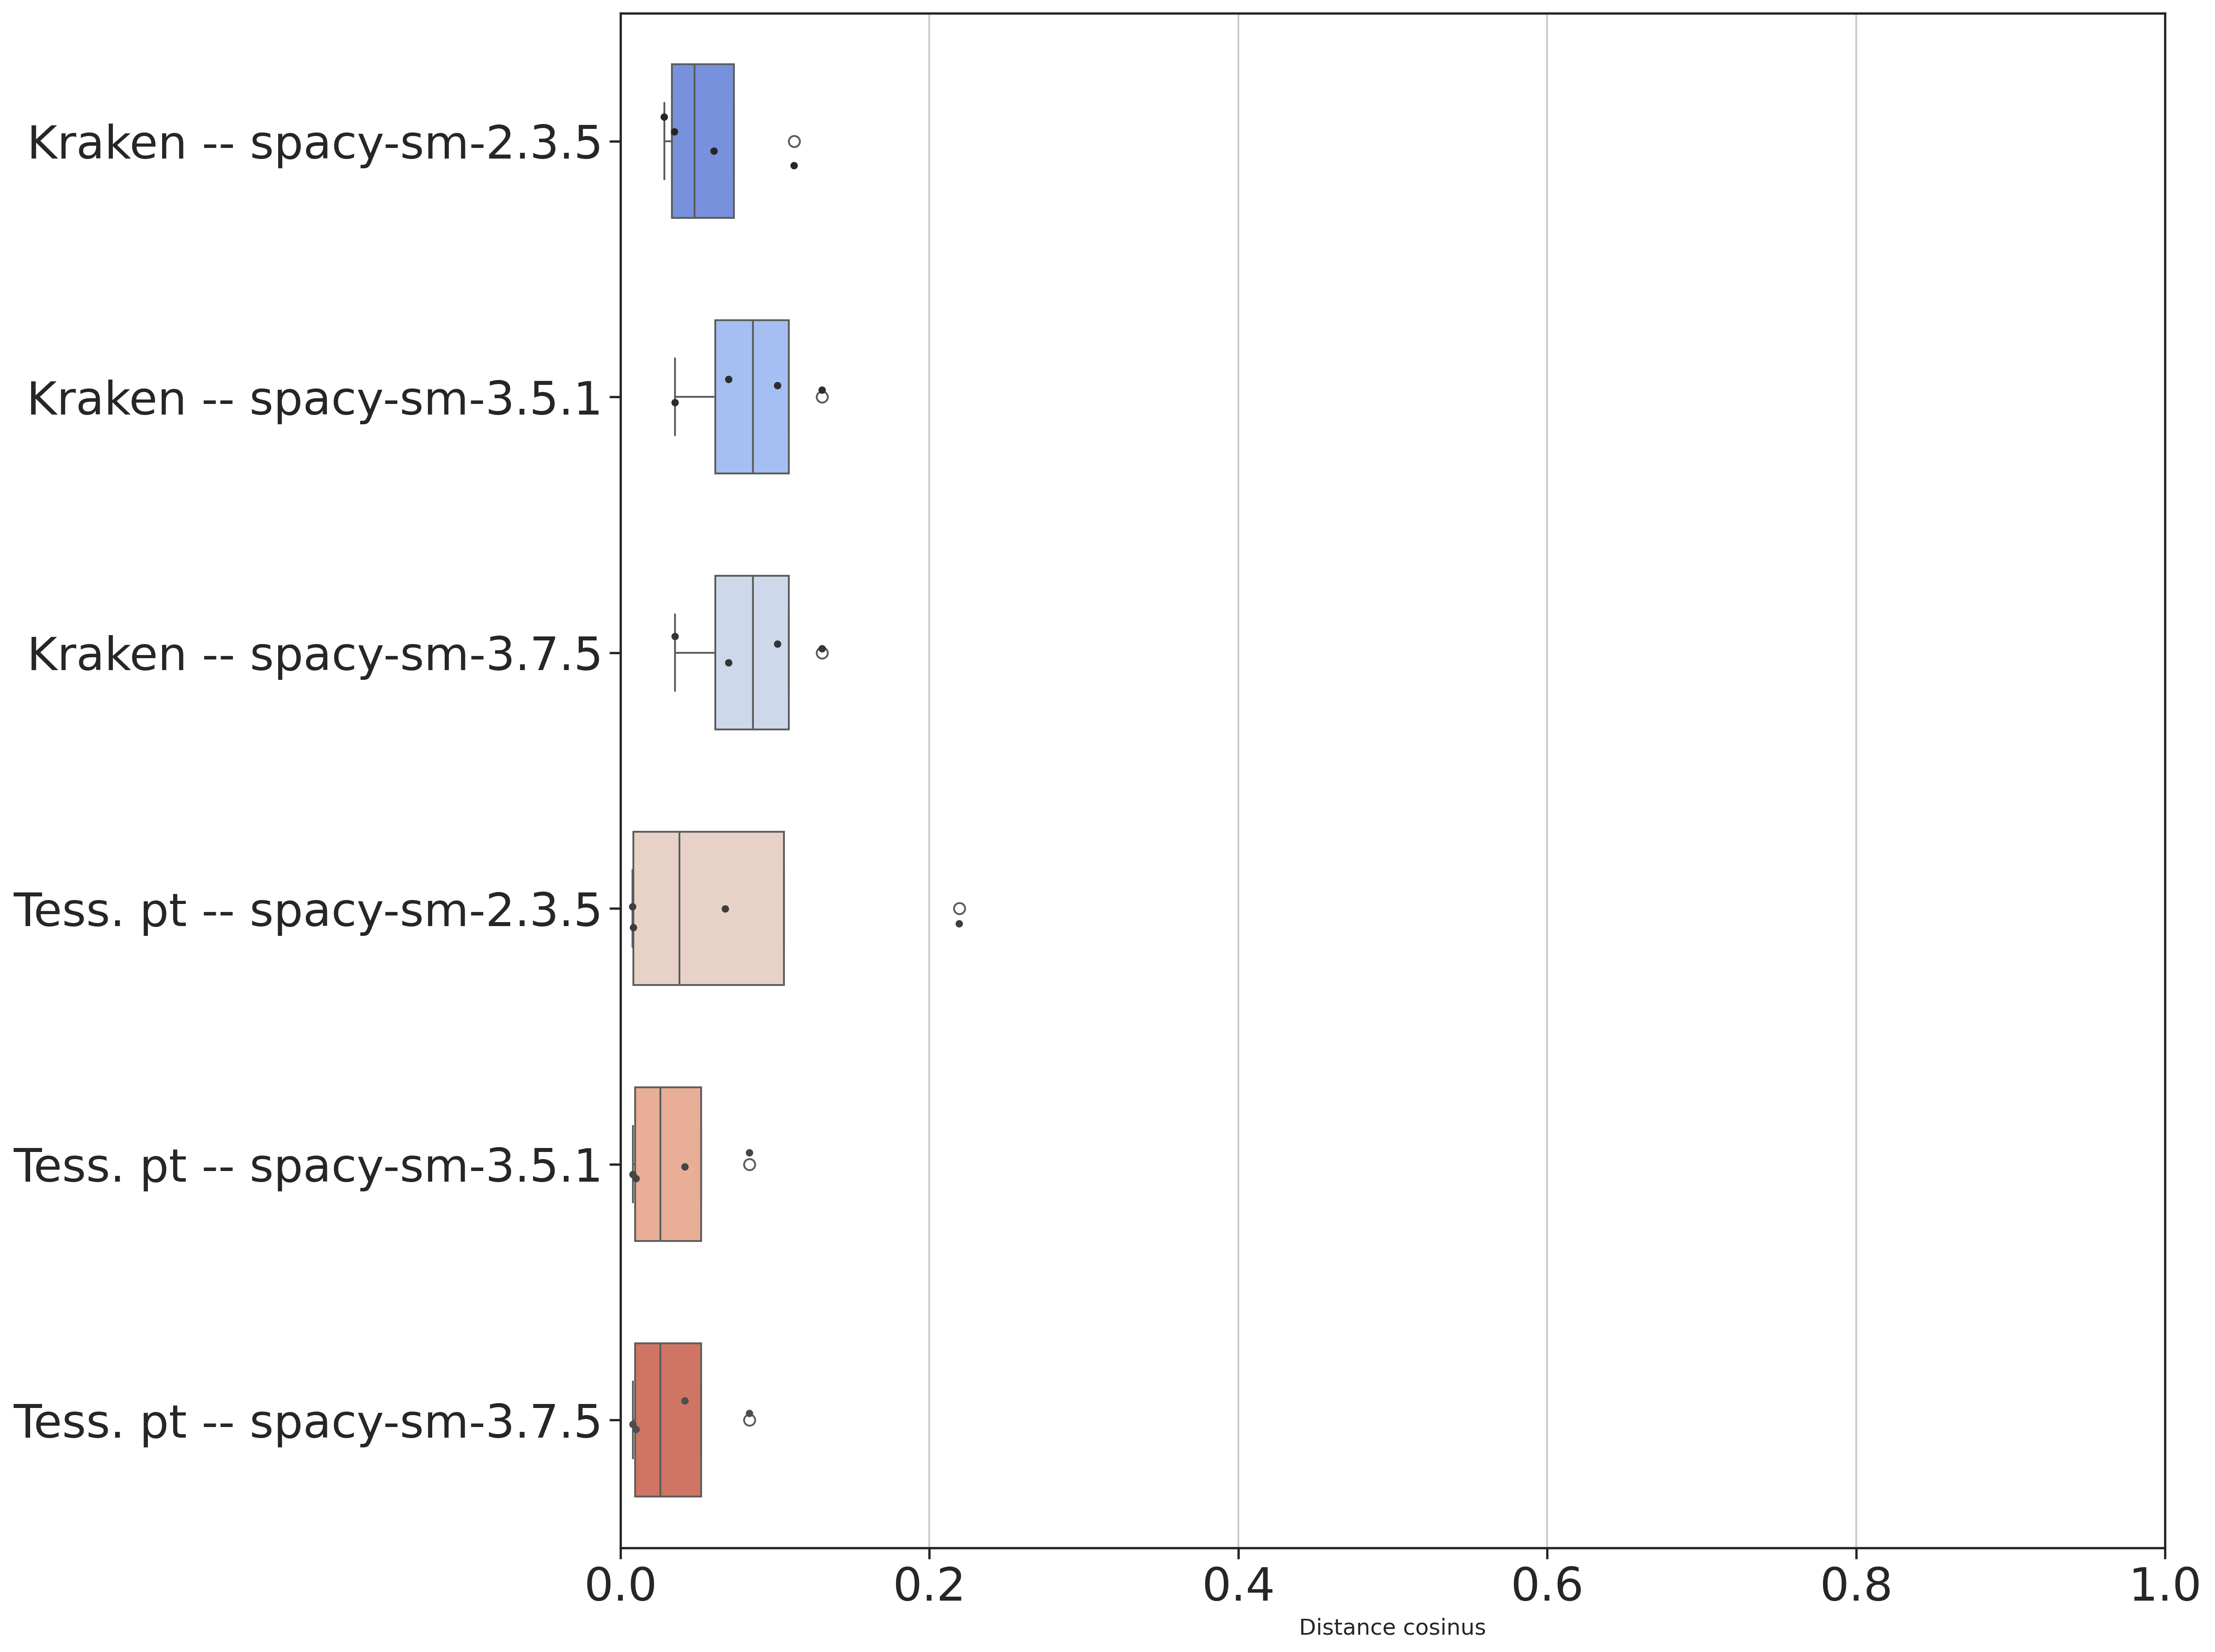 Kraken -- spacy-sm-2.3.5
Kraken -- spacy-sm-3.5.1
Kraken -- spacy-sm-3.7.5
Tess. pt -- spacy-sm-2.3.5
Tess. pt -- spacy-sm-3.5.1
Tess. pt -- spacy-sm-3.7.5
0.0 0.2 0.4 0.6 0.8 1.0
Distance cosinus